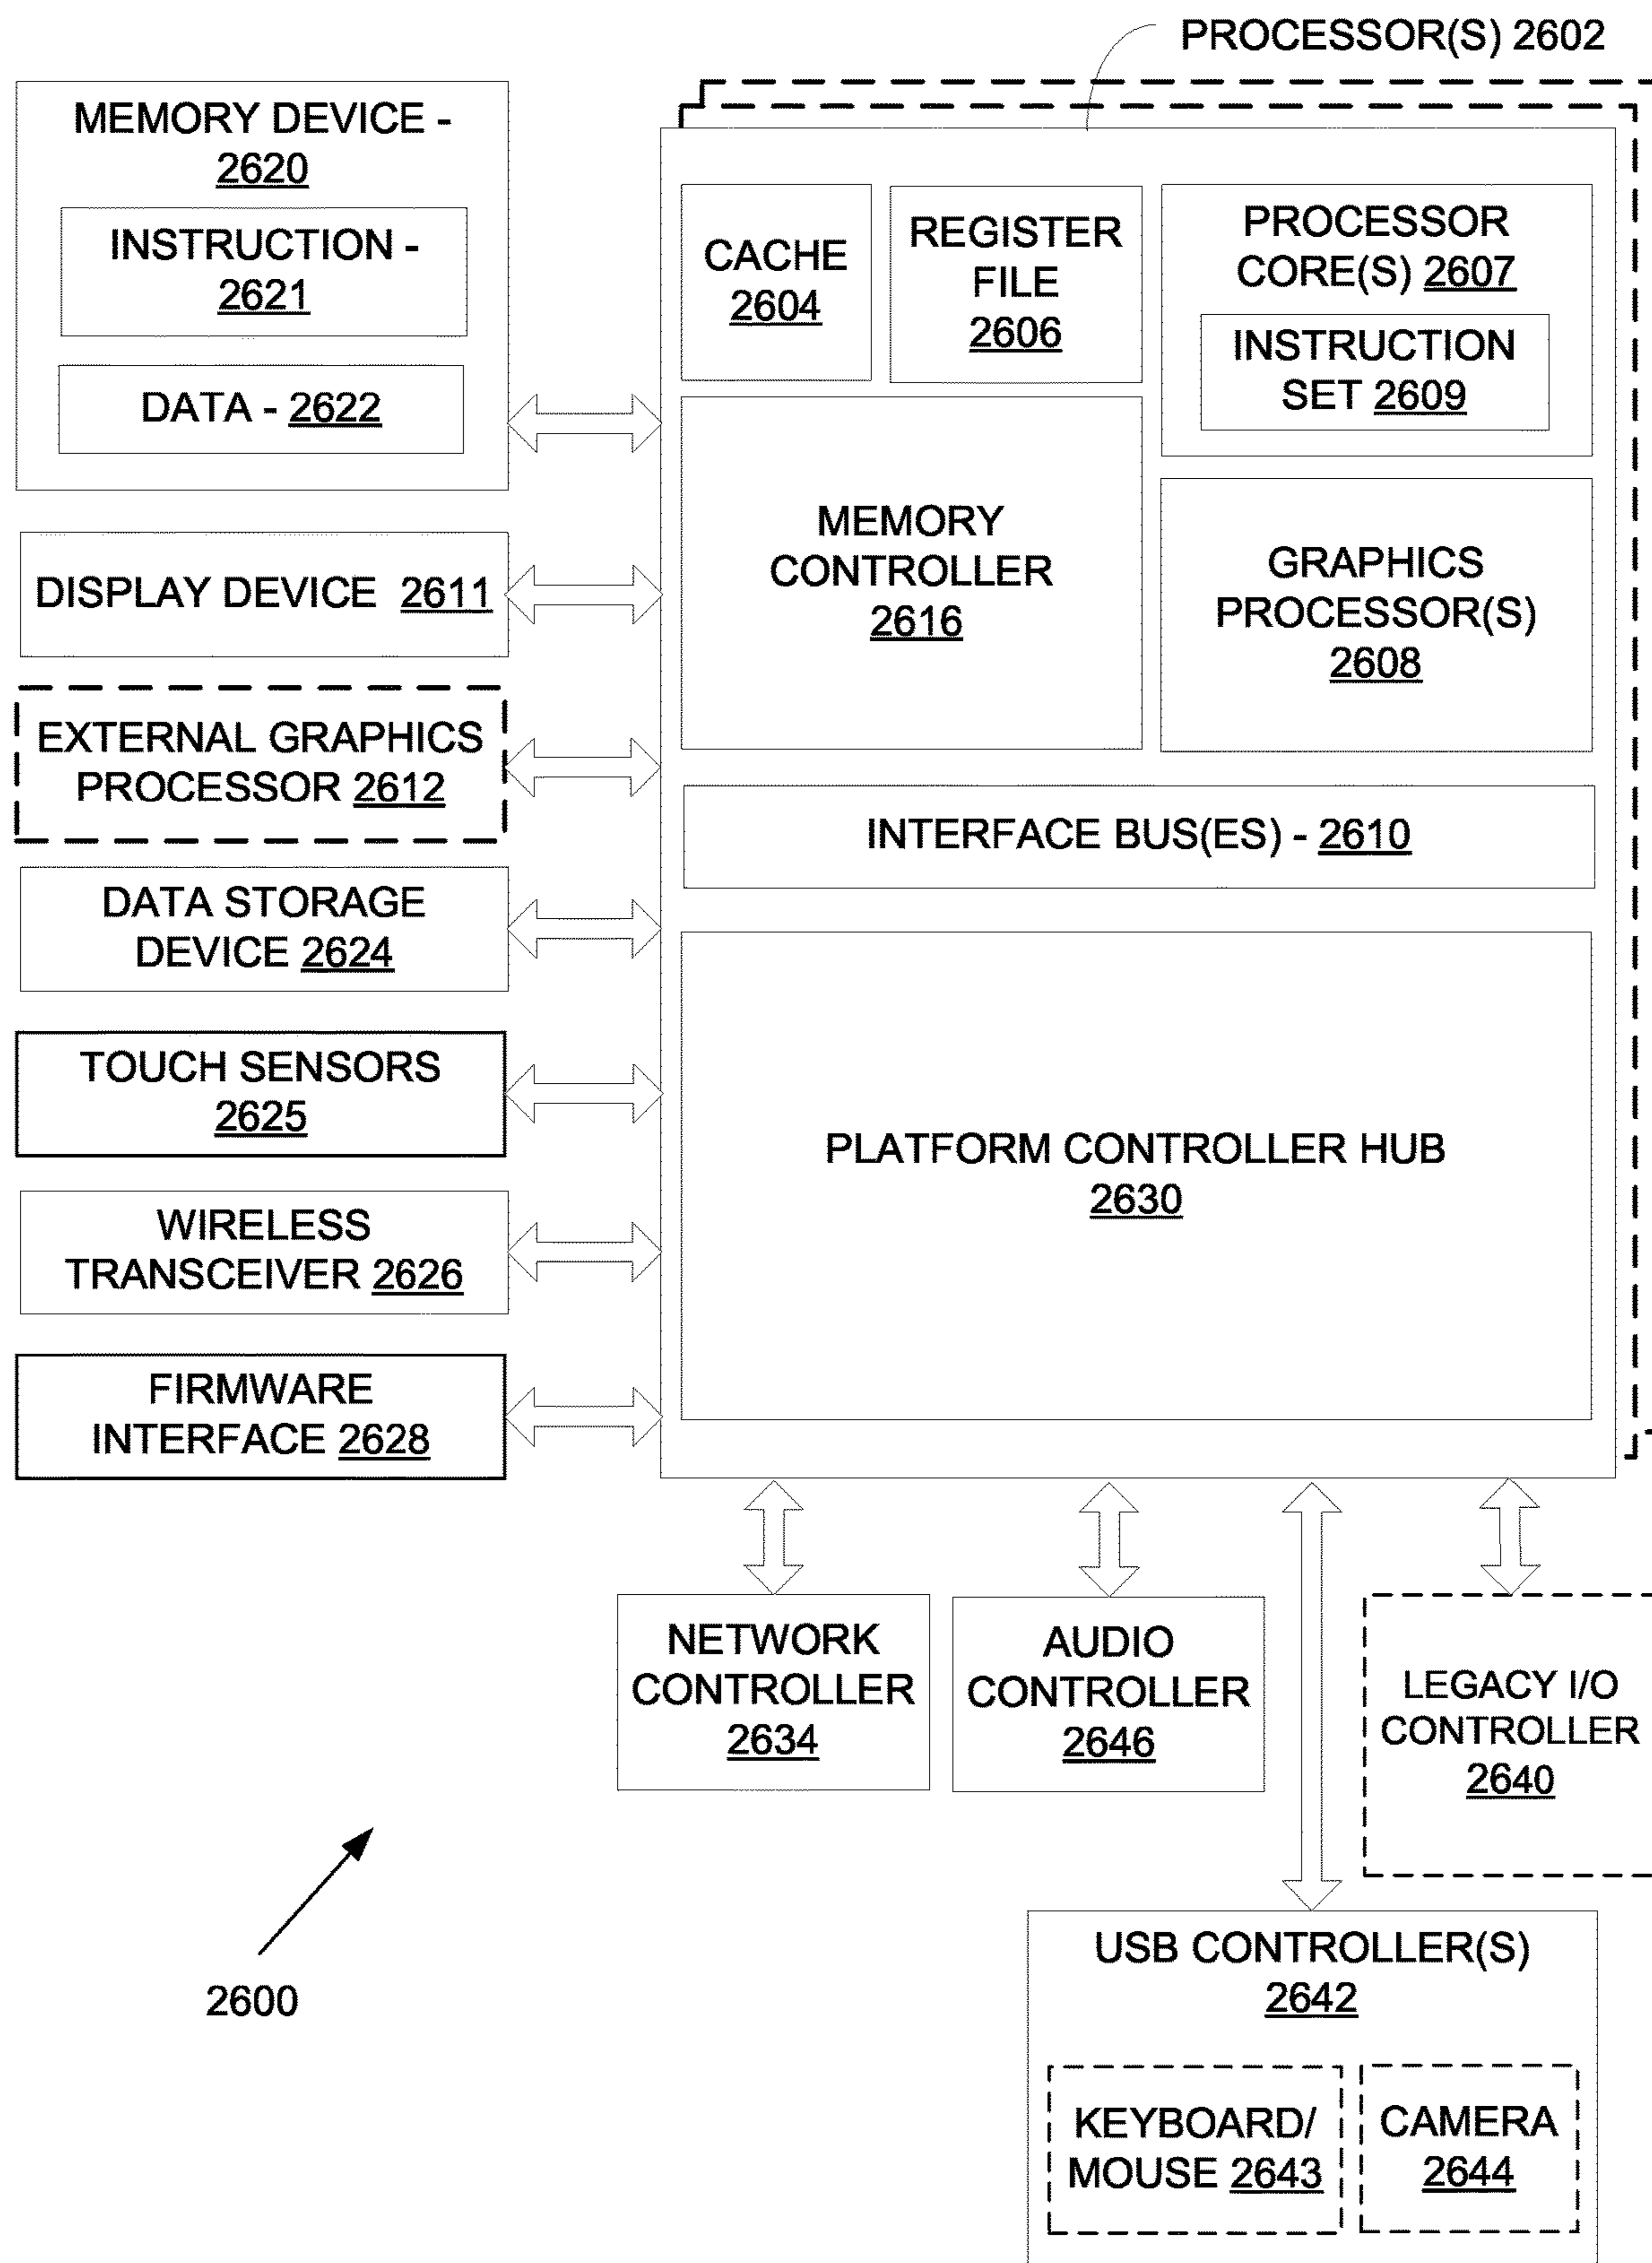 PROCESSOR(S) 2602
MEMORY DEVICE -
2620
INSTRUCTION -
2621
DATA - 2622
DISPLAY DEVICE 2611
EXTERNAL GRAPHICS
PROCESSOR 2612
DATA STORAGE
DEVICE 2624
TOUCH SENSORS
2625
WIRELESS
TRANSCEIVER 2626
FIRMWARE
INTERFACE 2628
CACHE
2604
REGISTER
FILE
2606
PROCESSOR
CORE(S) 2607
INSTRUCTION
SET 2609
MEMORY
CONTROLLER
2616
GRAPHICS
PROCESSOR(S)
2608
INTERFACE BUS(ES) - 2610
PLATFORM CONTROLLER HUB
2630
NETWORK
CONTROLLER
2634
AUDIO
CONTROLLER
2646
LEGACY I/O
CONTROLLER
2640
USB CONTROLLER(S)
2642
KEYBOARD/
MOUSE 2643
CAMERA
2644
2600